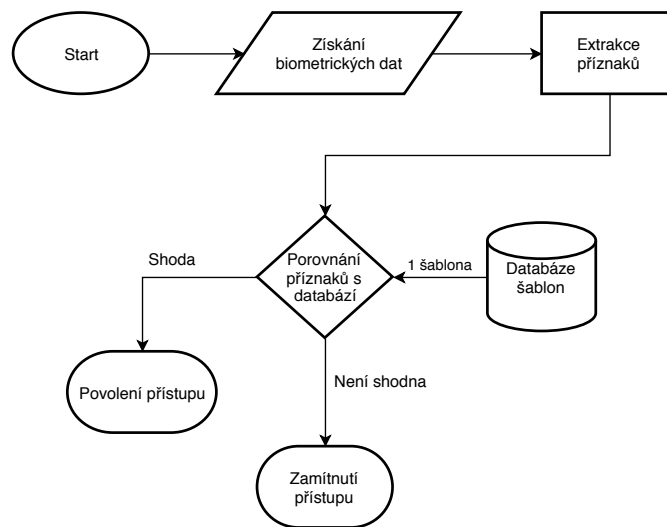 Start
Získání
biometrických dat
Extrakce
příznaků
Shoda
Porovnání
příznaků s
databází
1 šablona
Databáze
šablon
Povolení přístupu
Není shodna
Zamítnutí
přístupu